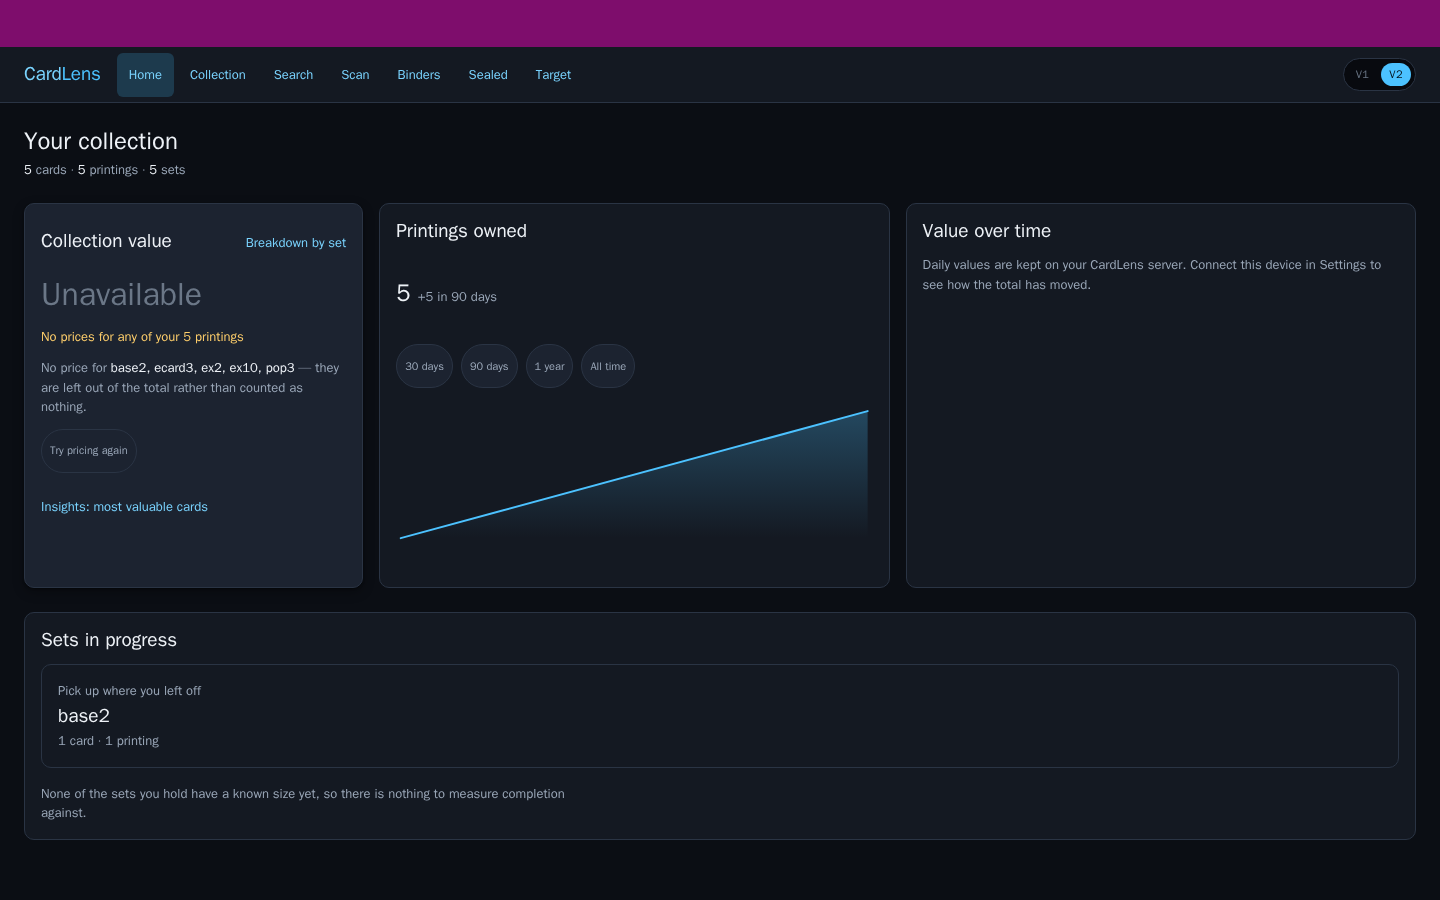 CardLens Home Collection Search Scan Binders Sealed Target V1 V2
Your collection
5 cards · 5 printings · 5 sets
Collection value
Breakdown by set
Unavailable
No prices for any of your 5 printings
No price for base2, ecard3, ex2, ex10, pop3 — they
are left out of the total rather than counted as
nothing.
Try pricing again
Insights: most valuable cards
Printings owned
5 +5 in 90 days
30 days 90 days 1 year All time
Value over time
Daily values are kept on your CardLens server. Connect this device in Settings to
see how the total has moved.
Sets in progress
Pick up where you left off
base2
1 card · 1 printing
None of the sets you hold have a known size yet, so there is nothing to measure completion
against.